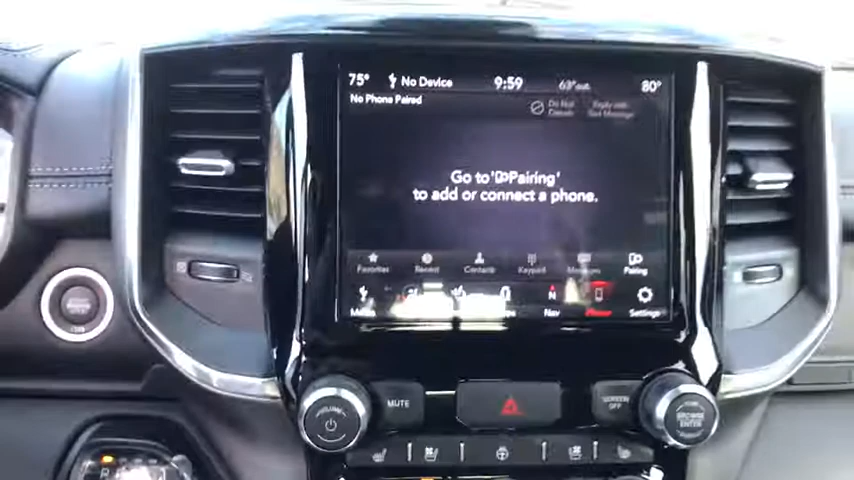 75° No Device 9:59 63° out 80°
No Phone Paired
Do Not Disturb
Reply with Text Message
Go to 'Pairing'
to add or connect a phone.
Favorites Recent Contacts Keypad Messages Pairing
Nav Phone Settings
VOLUME
MUTE
SCREEN OFF
BROWSE ENTER
P R